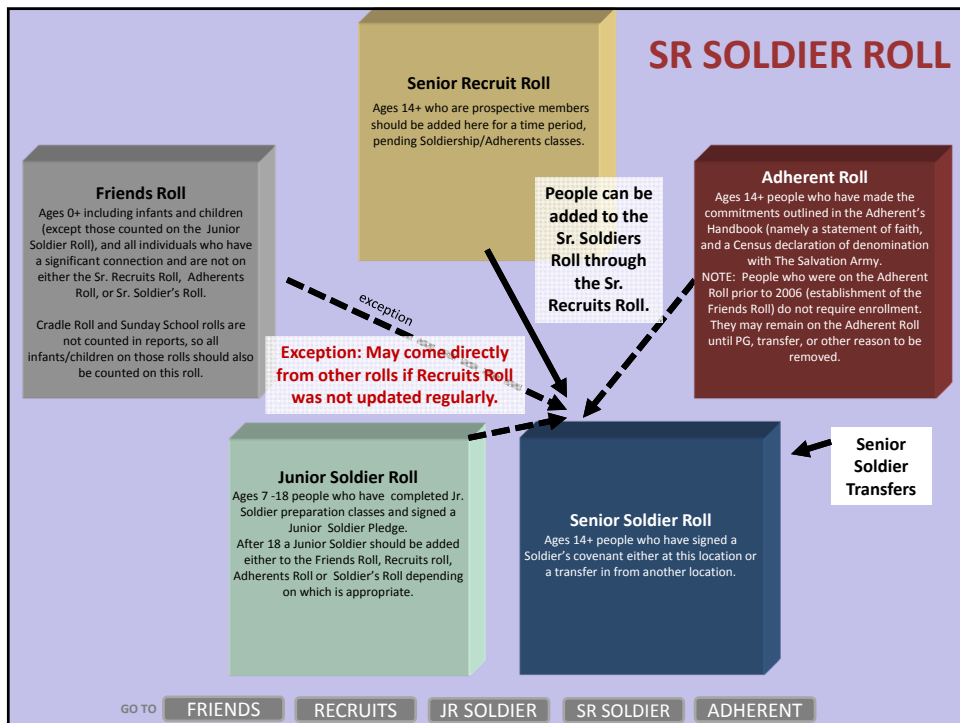 SR SOLDIER ROLL
Senior Recruit Roll
Ages 14+ who are prospective members
should be added here for a time period,
pending Soldiership/Adherents classes.
Friends Roll
Ages 0+ including infants and children
(except those counted on the Junior
Soldier Roll), and all individuals who have
a significant connection and are not on
either the Sr. Recruits Roll, Adherents
Roll, or Sr. Soldier's Roll.
Cradle Roll and Sunday School rolls are
not counted in reports, so all
infants/children on those rolls should also
be counted on this roll.
People can be
added to the
Sr. Soldiers
Roll through
the Sr.
Recruits Roll.
Adherent Roll
Ages 14+ people who have made the
commitments outlined in the Adherent's
Handbook (namely a statement of faith,
and a Census declaration of denomination
with The Salvation Army.
NOTE: People who were on the Adherent
Roll prior to 2006 (establishment of the
Friends Roll) do not require enrollment.
They may remain on the Adherent Roll
until PG, transfer, or other reason to be
removed.
exception
Exception: May come directly
from other rolls if Recruits Roll
was not updated regularly.
Junior Soldier Roll
Ages 7 -18 people who have completed Jr.
Soldier preparation classes and signed a
Junior Soldier Pledge.
After 18 a Junior Soldier should be added
either to the Friends Roll, Recruits roll,
Adherents Roll or Soldier's Roll depending
on which is appropriate.
Senior Soldier Roll
Ages 14+ people who have signed a
Soldier's covenant either at this location or
a transfer in from another location.
Senior
Soldier
Transfers
GO TO FRIENDS RECRUITS JR SOLDIER SR SOLDIER ADHERENT